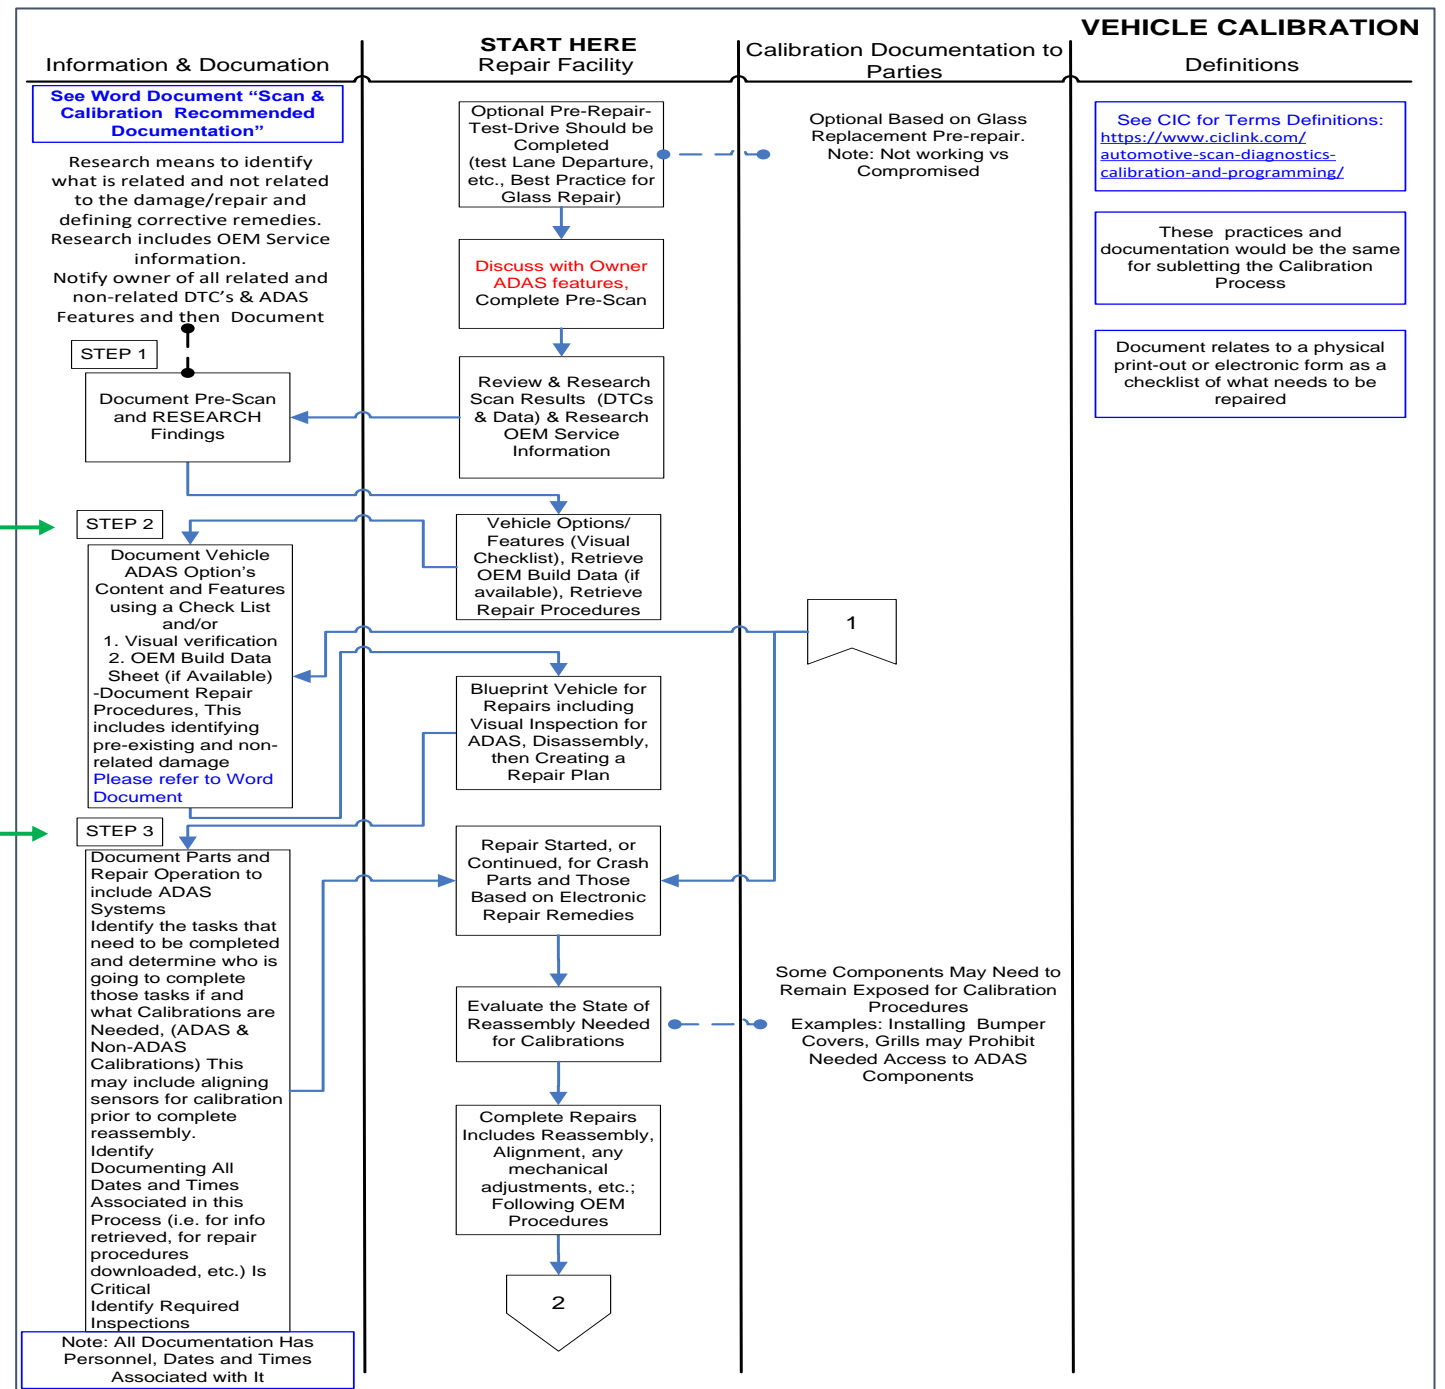 VEHICLE CALIBRATION
Information & Documation
START HERE
Repair Facility
Calibration Documentation to
Parties
Definitions
See Word Document “Scan &
Calibration Recommended
Documentation”
Research means to identify
what is related and not related
to the damage/repair and
defining corrective remedies.
Research includes OEM Service
information.
Notify owner of all related and
non-related DTC’s & ADAS
Features and then Document
STEP 1
Document Pre-Scan
and RESEARCH
Findings
STEP 2
Document Vehicle
ADAS Option’s
Content and Features
using a Check List
and/or
1. Visual verification
2. OEM Build Data
Sheet (if Available)
-Document Repair
Procedures, This
includes identifying
pre-existing and non-
related damage
Please refer to Word
Document
STEP 3
Document Parts and
Repair Operation to
include ADAS
Systems
Identify the tasks that
need to be completed
and determine who is
going to complete
those tasks if and
what Calibrations are
Needed, (ADAS &
Non-ADAS
Calibrations) This
may include aligning
sensors for calibration
prior to complete
reassembly.
Identify
Documenting All
Dates and Times
Associated in this
Process (i.e. for info
retrieved, for repair
procedures
downloaded, etc.) Is
Critical
Identify Required
Inspections
Note: All Documentation Has
Personnel, Dates and Times
Associated with It
Optional Pre-Repair-
Test-Drive Should be
Completed
(test Lane Departure,
etc., Best Practice for
Glass Repair)
Discuss with Owner
ADAS features,
Complete Pre-Scan
Review & Research
Scan Results (DTCs
& Data) & Research
OEM Service
Information
Vehicle Options/
Features (Visual
Checklist), Retrieve
OEM Build Data (if
available), Retrieve
Repair Procedures
Blueprint Vehicle for
Repairs including
Visual Inspection for
ADAS, Disassembly,
then Creating a
Repair Plan
Repair Started, or
Continued, for Crash
Parts and Those
Based on Electronic
Repair Remedies
Evaluate the State of
Reassembly Needed
for Calibrations
Complete Repairs
Includes Reassembly,
Alignment, any
mechanical
adjustments, etc.;
Following OEM
Procedures
2
Optional Based on Glass
Replacement Pre-repair.
Note: Not working vs
Compromised
1
Some Components May Need to
Remain Exposed for Calibration
Procedures
Examples: Installing Bumper
Covers, Grills may Prohibit
Needed Access to ADAS
Components
See CIC for Terms Definitions:
https://www.ciclink.com/
automotive-scan-diagnostics-
calibration-and-programming/
These practices and
documentation would be the same
for subletting the Calibration
Process
Document relates to a physical
print-out or electronic form as a
checklist of what needs to be
repaired